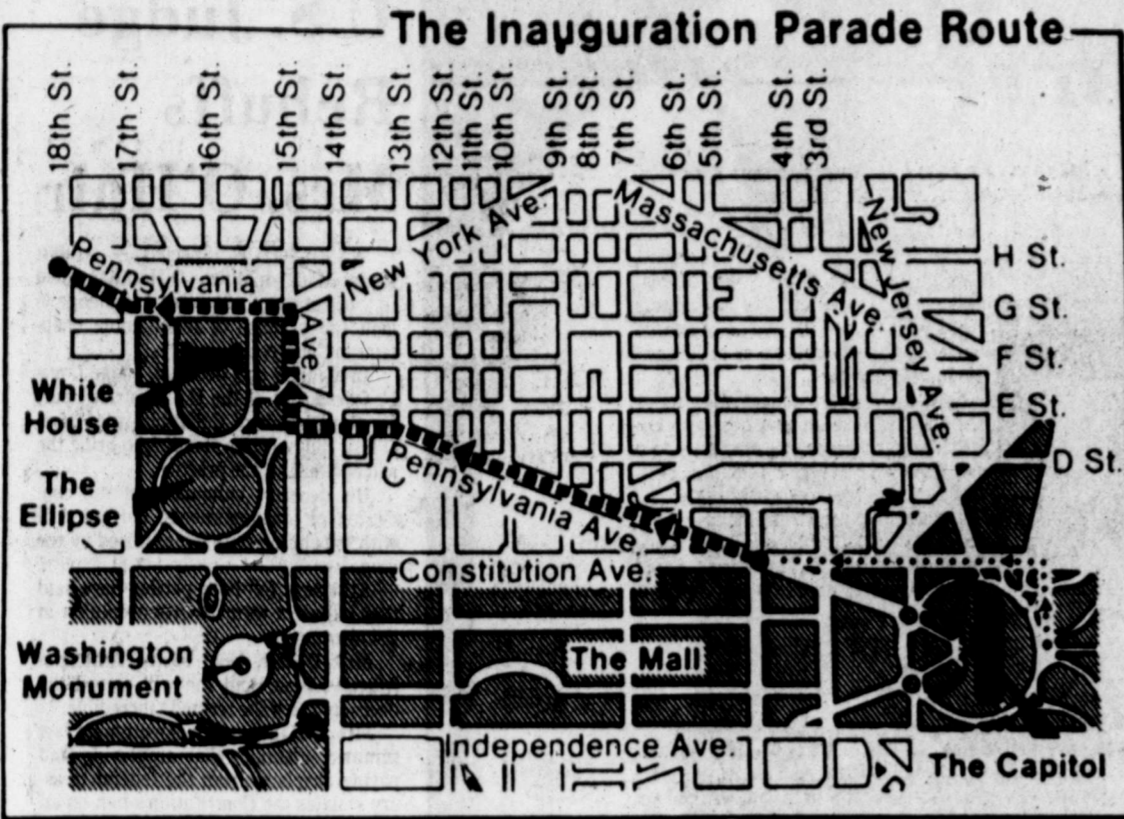 The Inauguration Parade Route
18th St.
17th St.
16th St.
15th St.
14th St.
13th St.
12th St.
11th St.
10th St.
9th St.
8th St.
7th St.
6th St.
5th St.
4th St.
3rd St.
Pennsylvania
Ave.
New York Ave.
Massachusetts Ave.
New Jersey Ave.
H St.
G St.
F St.
E St.
D St.
White
House
The
Ellipse
Pennsylvania Ave.
Constitution Ave.
Washington
Monument
The Mall
Independence Ave.
The Capitol